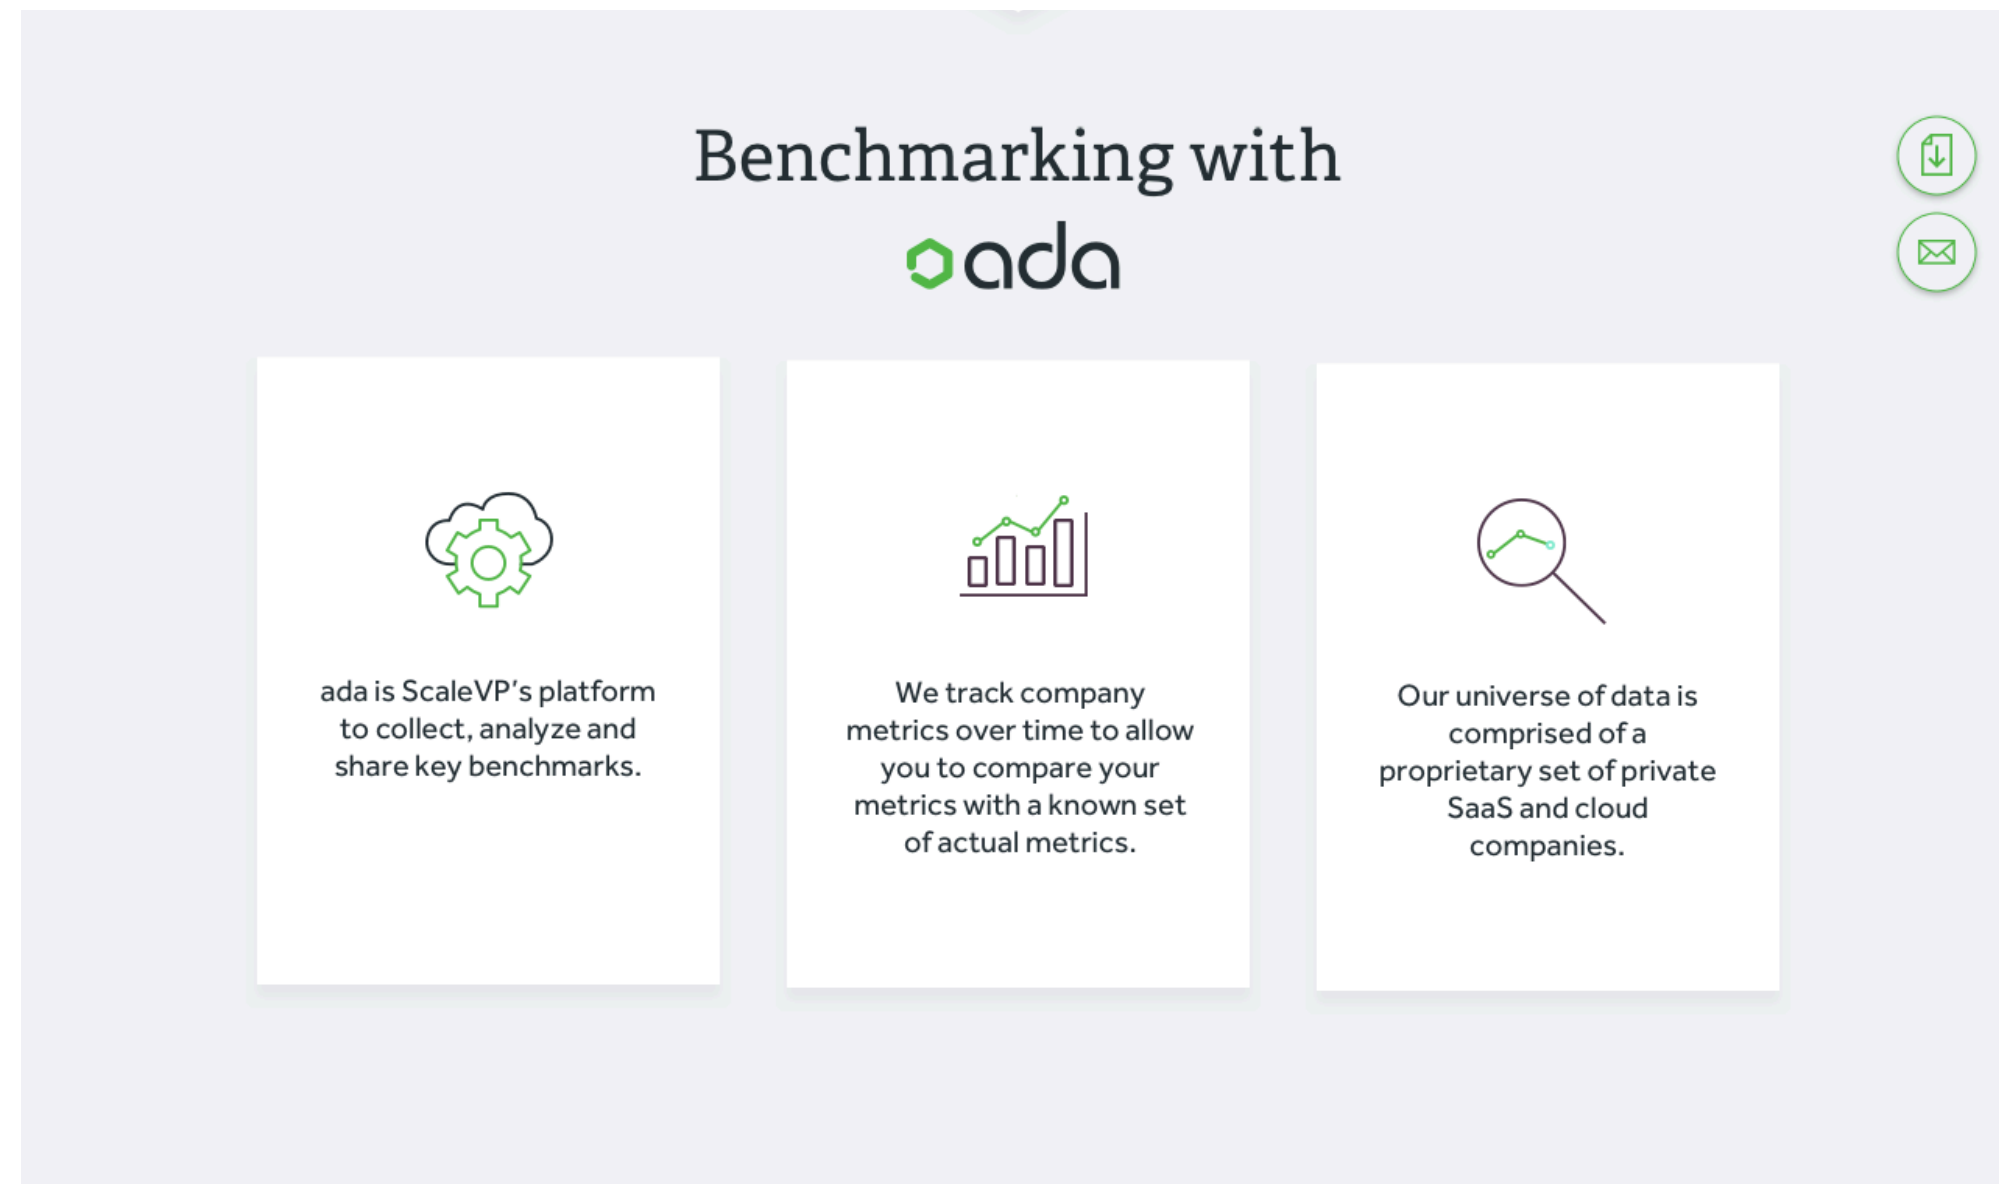 Benchmarking with
ada
ada is ScaleVP's platform
to collect, analyze and
share key benchmarks.
We track company
metrics over time to allow
you to compare your
metrics with a known set
of actual metrics.
Our universe of data is
comprised of a
proprietary set of private
SaaS and cloud
companies.